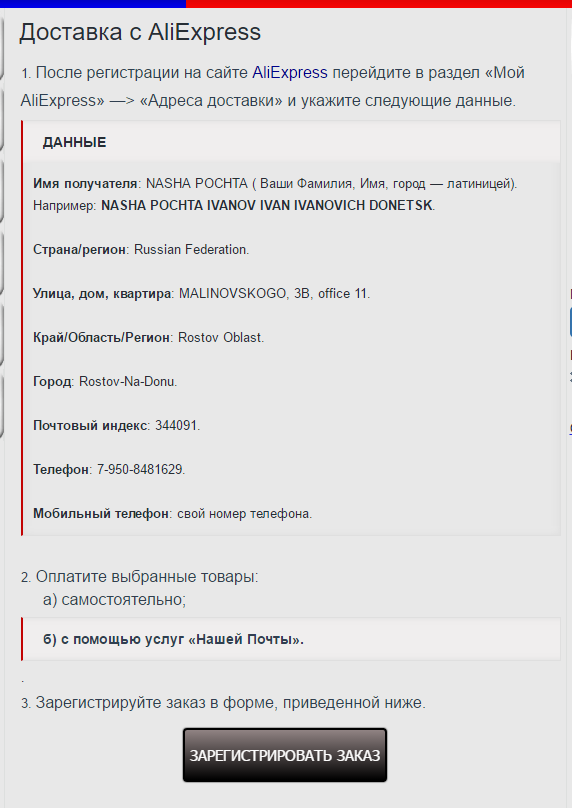 Доставка с AliExpress
1. После регистрации на сайте AliExpress перейдите в раздел «Мой
AliExpress» —> «Адреса доставки» и укажите следующие данные.
ДАННЫЕ
Имя получателя: NASHA POCHTA ( Ваши Фамилия, Имя, город — латиницей).
Например: NASHA POCHTA IVANOV IVAN IVANOVICH DONETSK.
Страна/регион: Russian Federation.
Улица, дом, квартира: MALINOVSKOGO, 3B, office 11.
Край/Область/Регион: Rostov Oblast.
Город: Rostov-Na-Donu.
Почтовый индекс: 344091.
Телефон: 7-950-8481629.
Мобильный телефон: свой номер телефона.
2. Оплатите выбранные товары:
а) самостоятельно;
б) с помощью услуг «Нашей Почты».
.
3. Зарегистрируйте заказ в форме, приведенной ниже.
ЗАРЕГИСТРИРОВАТЬ ЗАКАЗ